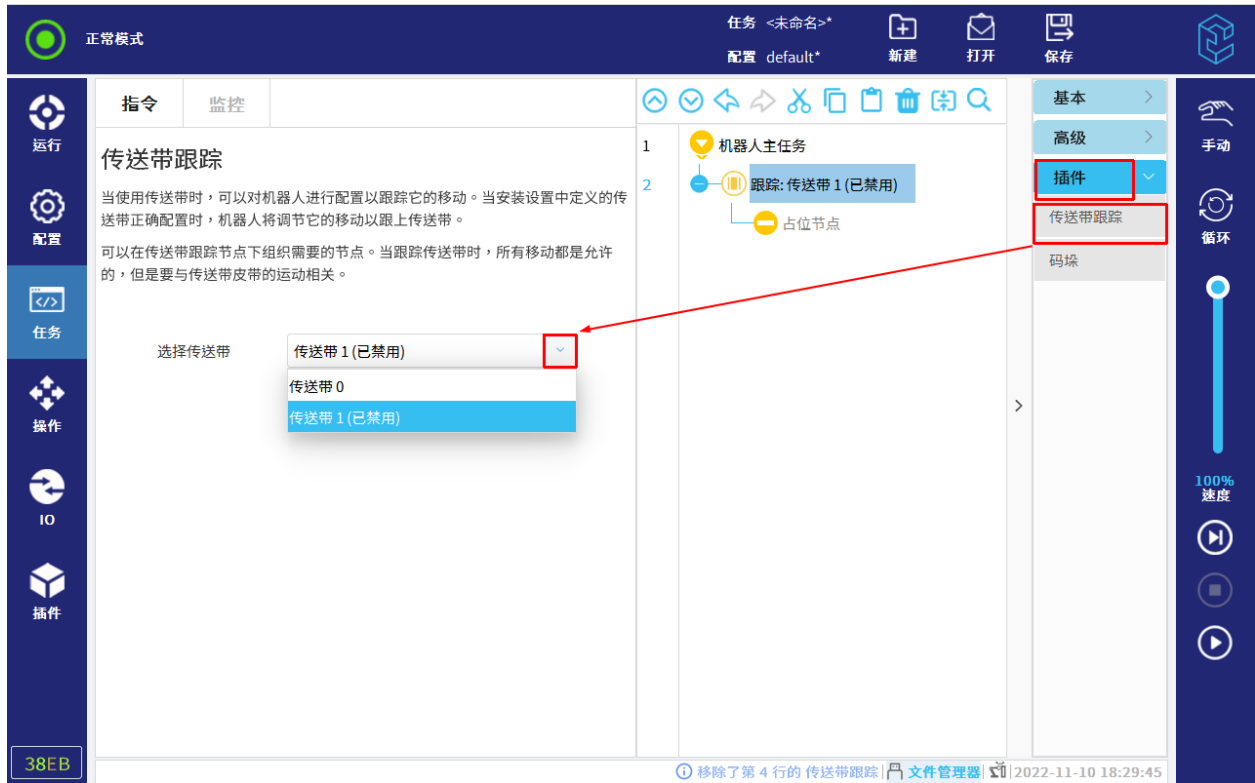 正常模式
任务 <未命名>*
配置 default*
新建
打开
保存
运行
配置
任务
操作
IO
插件
38EB
指令
监控
传送带跟踪
当使用传送带时，可以对机器人进行配置以跟踪它的移动。当安装设置中定义的传
送带正确配置时，机器人将调节它的移动以跟上传送带。
可以在传送带跟踪节点下组织需要的节点。当跟踪传送带时，所有移动都是允许
的，但是要与传送带皮带的运动相关。
选择传送带
传送带 1 (已禁用)
传送带 0
传送带 1 (已禁用)
1 机器人主任务
2 跟踪: 传送带 1 (已禁用)
占位节点
基本
高级
插件
传送带跟踪
码垛
手动
循环
100%
速度
移除了第 4 行的 传送带跟踪
文件管理器
2022-11-10 18:29:45